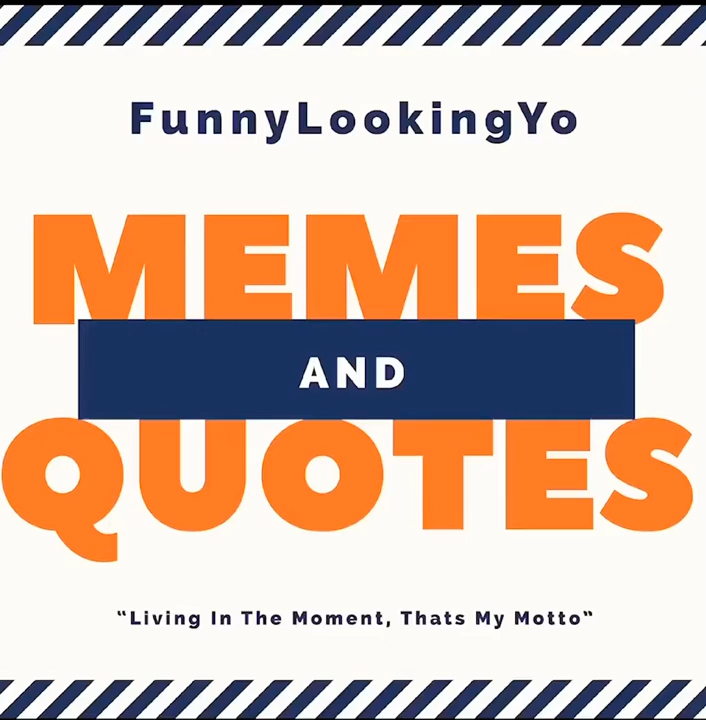 FunnyLookingYo
MEMES
AND
QUOTES
‟Living In The Moment, Thats My Motto”